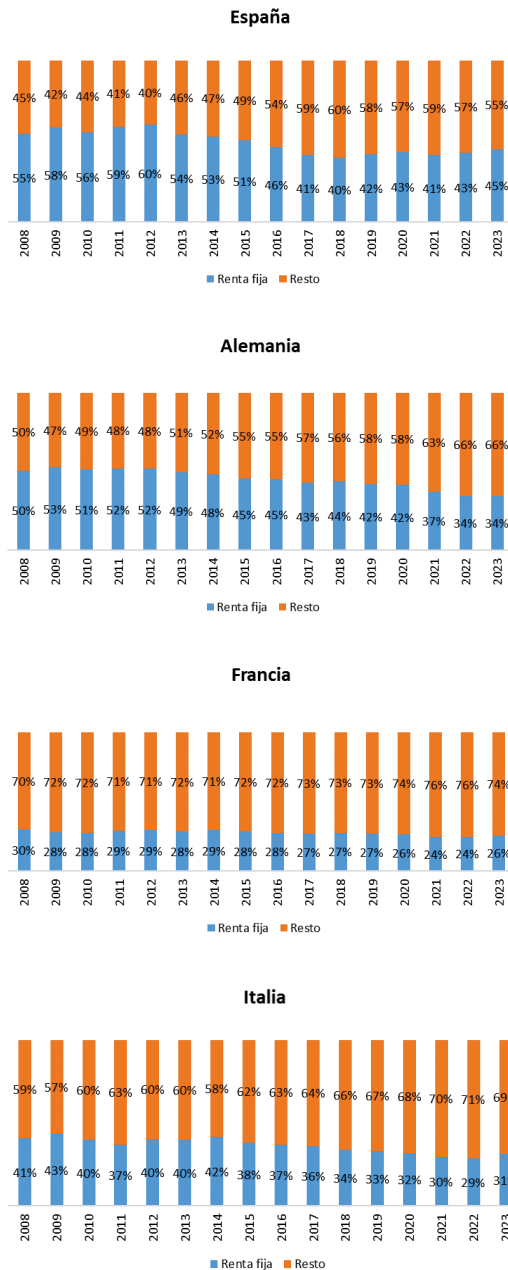 España
45% 42% 44% 41% 40% 46% 47% 49% 54% 59% 60% 58% 57% 59% 57% 55%
55% 58% 56% 59% 60% 54% 53% 51% 46% 41% 40% 42% 43% 41% 43% 45%
2008 2009 2010 2011 2012 2013 2014 2015 2016 2017 2018 2019 2020 2021 2022 2023
Renta fija Resto
Alemania
50% 47% 49% 48% 48% 51% 52% 55% 55% 57% 56% 58% 58% 63% 66% 66%
50% 53% 51% 52% 52% 49% 48% 45% 45% 43% 44% 42% 42% 37% 34% 34%
2008 2009 2010 2011 2012 2013 2014 2015 2016 2017 2018 2019 2020 2021 2022 2023
Renta fija Resto
Francia
70% 72% 72% 71% 71% 72% 71% 72% 72% 73% 73% 73% 74% 76% 76% 74%
30% 28% 28% 29% 29% 28% 29% 28% 28% 27% 27% 27% 26% 24% 24% 26%
2008 2009 2010 2011 2012 2013 2014 2015 2016 2017 2018 2019 2020 2021 2022 2023
Renta fija Resto
Italia
59% 57% 60% 63% 60% 60% 58% 62% 63% 64% 66% 67% 68% 70% 71% 69
41% 43% 40% 37% 40% 40% 42% 38% 37% 36% 34% 33% 32% 30% 29% 31
2008 2009 2010 2011 2012 2013 2014 2015 2016 2017 2018 2019 2020 2021 2022 2023
Renta fija Resto